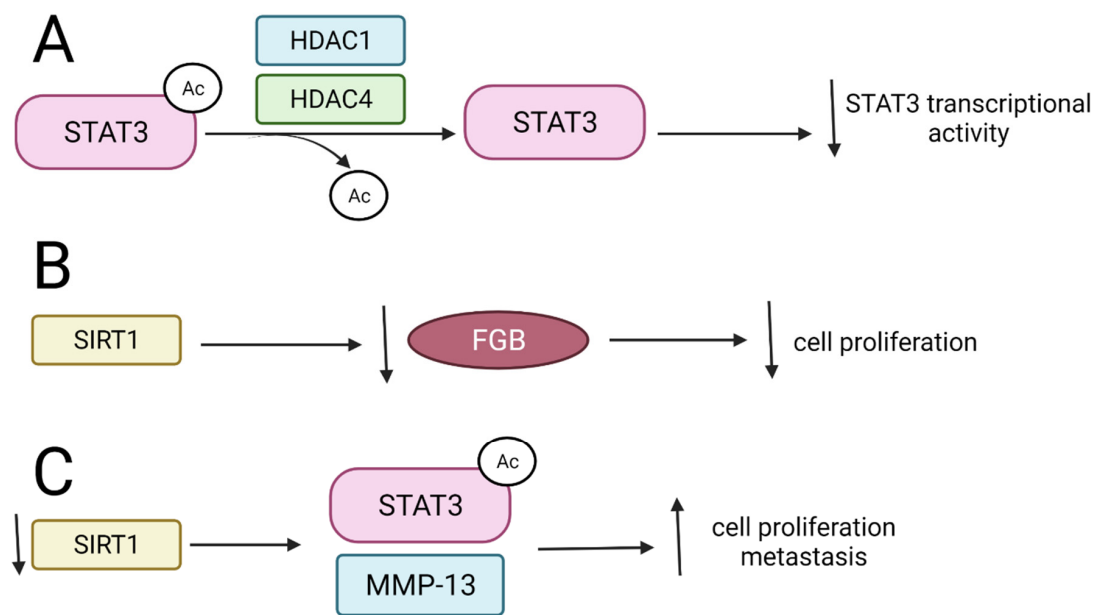 A
HDAC1
Ac
HDAC4
STAT3
STAT3
STAT3 transcriptional
activity
Ac
B
SIRT1
FGB
cell proliferation
C
Ac
STAT3
SIRT1
MMP-13
cell proliferation
metastasis